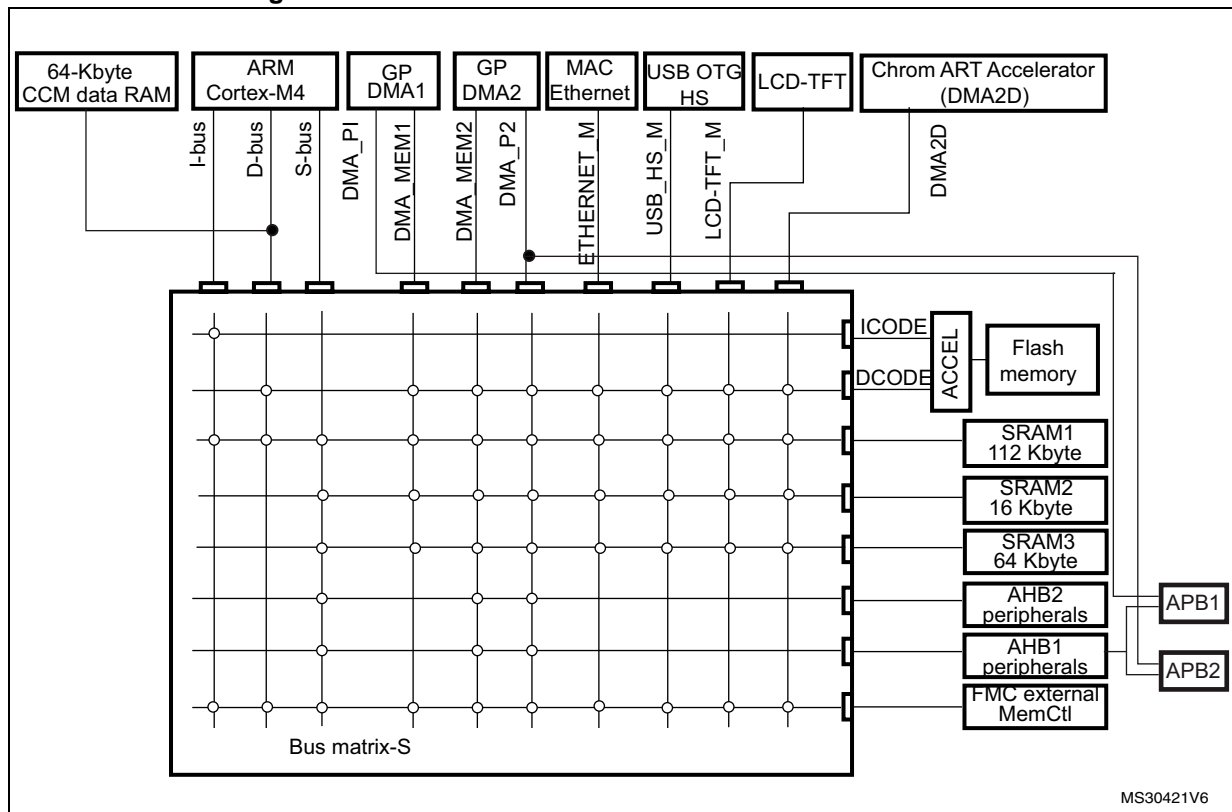 64-Kbyte
CCM data RAM
ARM
Cortex-M4
GP
DMA1
GP
DMA2
MAC
Ethernet
USB OTG
HS
LCD-TFT
Chrom ART Accelerator
(DMA2D)
I-bus
D-bus
S-bus
DMA_PI
DMA_MEM1
DMA_MEM2
DMA_P2
ETHERNET_M
USB_HS_M
LCD-TFT_M
DMA2D
ICODE
DCODE
ACCEL
Flash
memory
SRAM1
112 Kbyte
SRAM2
16 Kbyte
SRAM3
64 Kbyte
AHB2
peripherals
AHB1
peripherals
FMC external
MemCtl
APB1
APB2
Bus matrix-S
MS30421V6